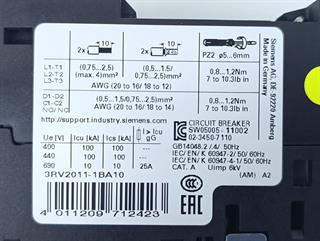 Siemens AG, DE 92220 Amberg
Made in Germany
10
2x
10
2x
PZ2 ø5...6mm
L1-T1
L2-T2
L3-T3
(0,75...2,5)
(max. 4)mm²
(0,5...1,5/
0,75...2,5)mm²
0,8...1,2Nm
7 to 10.3lb·in
AWG (20 to 16/ 18 to 12)
D1-D2
C1-C2
NO/ NC
(0,5...1,5/0,75...2,5)mm²
AWG (20 to 16/18 to 14)
0,8...1,2Nm
7 to 10.3lb·in
http://support.industry.siemens.com
Ue [V]
Icu [kA]
Ics [kA]
I > Icu
gG
400 100 100
440 100 100
690 10 10 25A
CIRCUIT BREAKER
SW05005 - 11002
02-3450.7-110
GB14048.2 /.4/ 50Hz
IEC/EN/ K 60947-2/ 50/ 60Hz
IEC/EN/ K 60947-4-1/ 50/ 60Hz
CAT. A Uimp 6kV
3RV2011-1BA10
(AM) A2
4 011209 712423